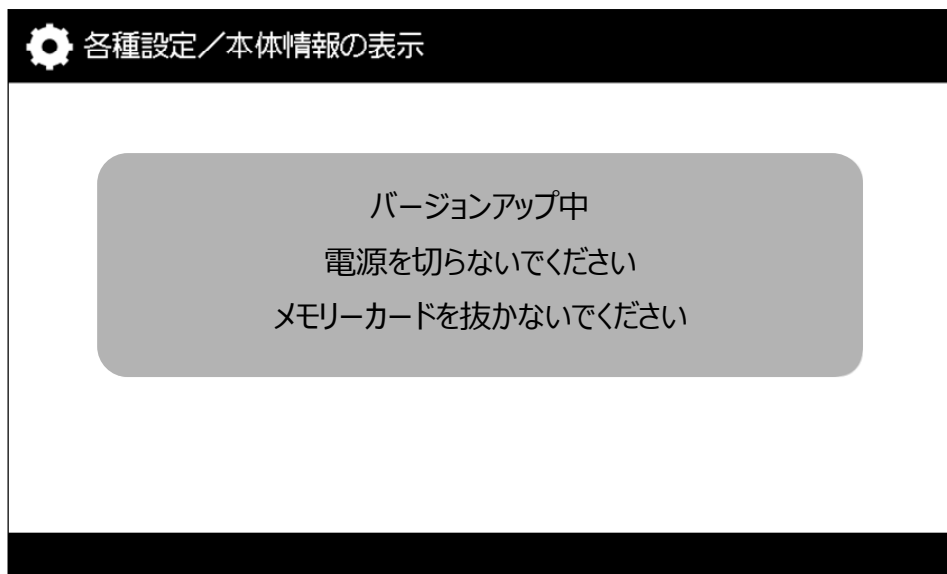 各種設定／本体情報の表示
バージョンアップ中
電源を切らないでください
メモリーカードを抜かないでください